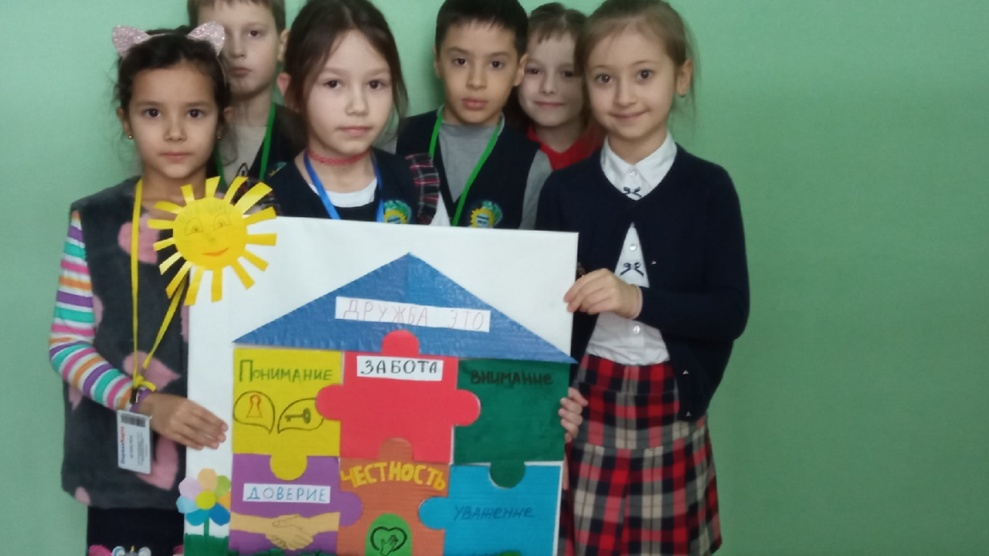 ДРУЖБА ЭТО
Понимание
ЗАБОТА
ВНИМАНИЕ
ДОВЕРИЕ
ЧЕСТНОСТЬ
УВАЖЕНИЕ